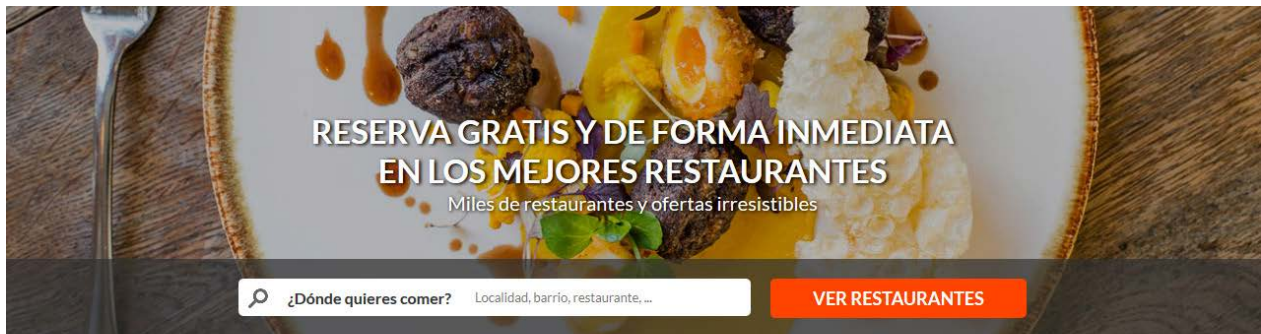 RESERVA GRATIS Y DE FORMA INMEDIATA
EN LOS MEJORES RESTAURANTES
Miles de restaurantes y ofertas irresistibles
¿Dónde quieres comer? Localidad, barrio, restaurante, ... VER RESTAURANTES